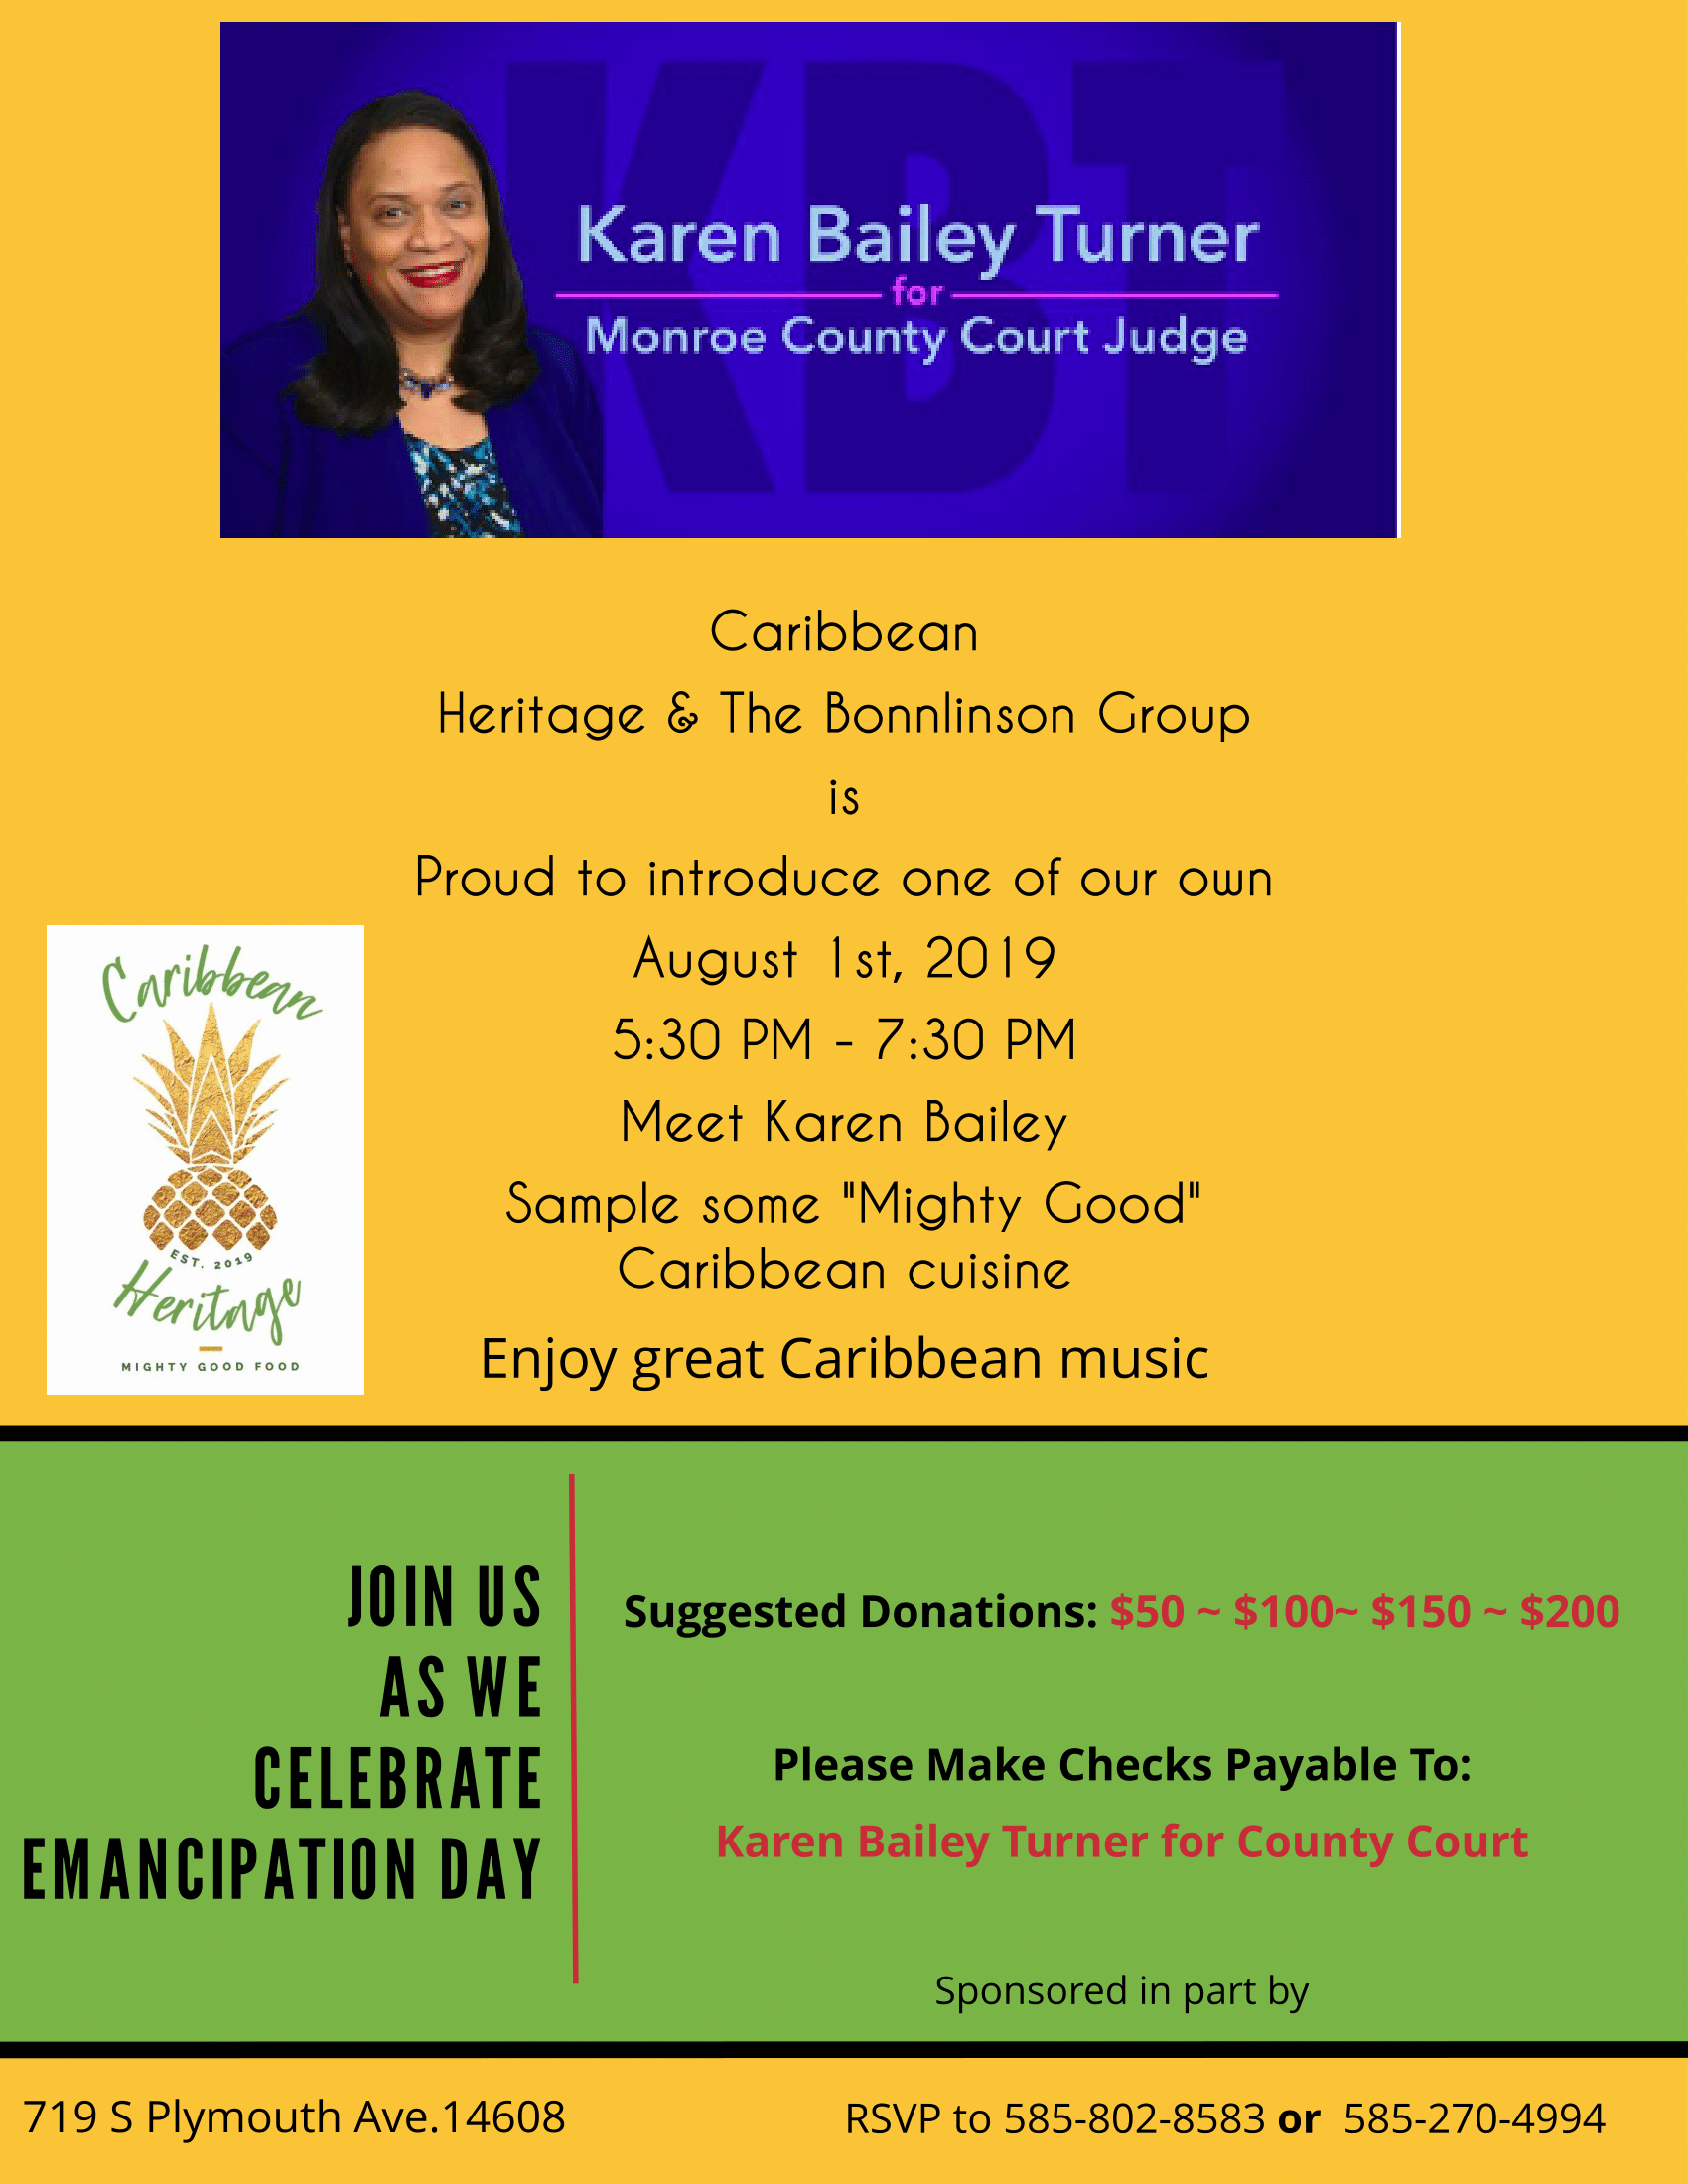 KBT
Karen Bailey Turner
for
Monroe County Court Judge
Caribbean
Heritage & The Bonnlinson Group
is
Proud to introduce one of our own
August 1st, 2019
5:30 PM - 7:30 PM
Meet Karen Bailey
Sample some "Mighty Good"
Caribbean cuisine
Enjoy great Caribbean music
Caribbean
EST. 2019
Heritage
MIGHTY GOOD FOOD
JOIN US
AS WE
CELEBRATE
EMANCIPATION DAY
Suggested Donations: $50 ~ $100~ $150 ~ $200
Please Make Checks Payable To:
Karen Bailey Turner for County Court
Sponsored in part by
719 S Plymouth Ave.14608
RSVP to 585-802-8583 or 585-270-4994